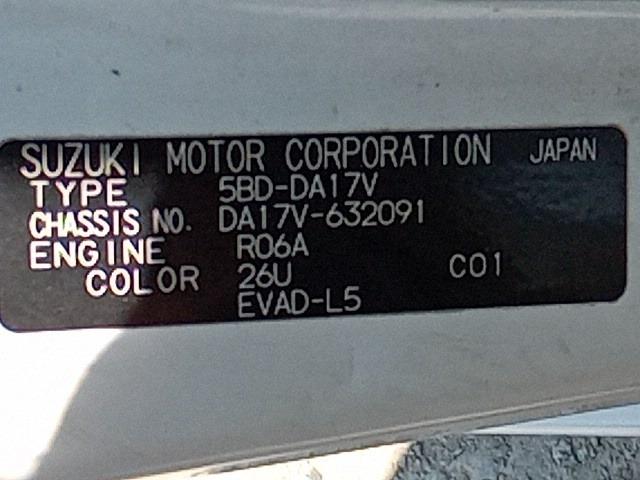 SUZUKI MOTOR CORPORATION JAPAN
TYPE 5BD-DA17V
CHASSIS NO. DA17V-632091
ENGINE R06A
COLOR 26U C01
EVAD-L5